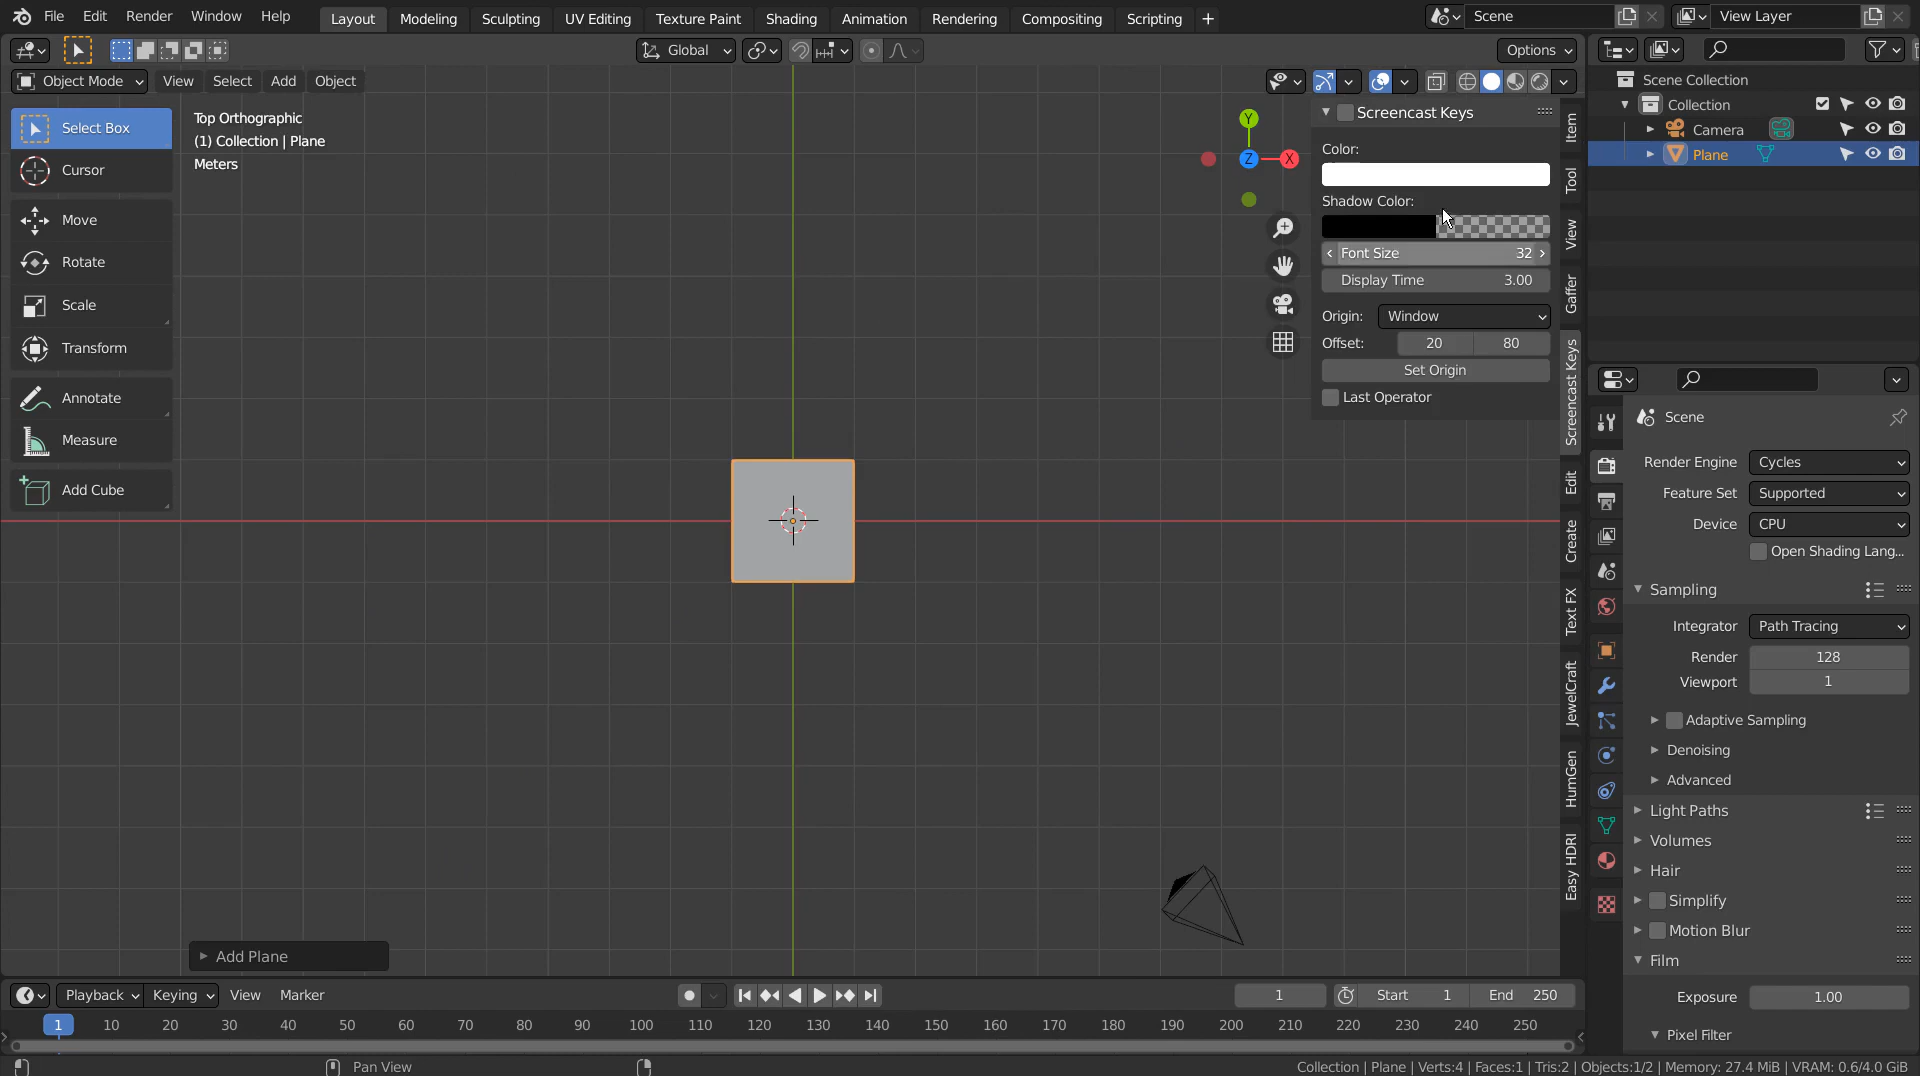 File Edit Render Window Help Layout Modeling Sculpting UV Editing Texture Paint Shading Animation Rendering Compositing Scripting + Scene View Layer
Global Options
Object Mode View Select Add Object
Select Box
Cursor
Move
Rotate
Scale
Transform
Annotate
Measure
Add Cube
Top Orthographic
(1) Collection | Plane
Meters
Y
Z X
Screencast Keys
Color:
Shadow Color:
Font Size 32
Display Time 3.00
Origin: Window
Offset: 20 80
Set Origin
Last Operator
Item
Tool
View
Gaffer
Screencast Keys
Edit
Create
Text FX
JewelCraft
HumGen
Easy HDRI
Scene Collection
Collection
Camera
Plane
Scene
Render Engine Cycles
Feature Set Supported
Device CPU
Open Shading Lang...
Sampling
Integrator Path Tracing
Render 128
Viewport 1
Adaptive Sampling
Denoising
Advanced
Light Paths
Volumes
Hair
Simplify
Motion Blur
Film
Exposure 1.00
Pixel Filter
Add Plane
Playback Keying View Marker 1 Start 1 End 250
1 10 20 30 40 50 60 70 80 90 100 110 120 130 140 150 160 170 180 190 200 210 220 230 240 250
Pan View Collection | Plane | Verts:4 | Faces:1 | Tris:2 | Objects:1/2 | Memory: 27.4 MiB | VRAM: 0.6/4.0 GiB